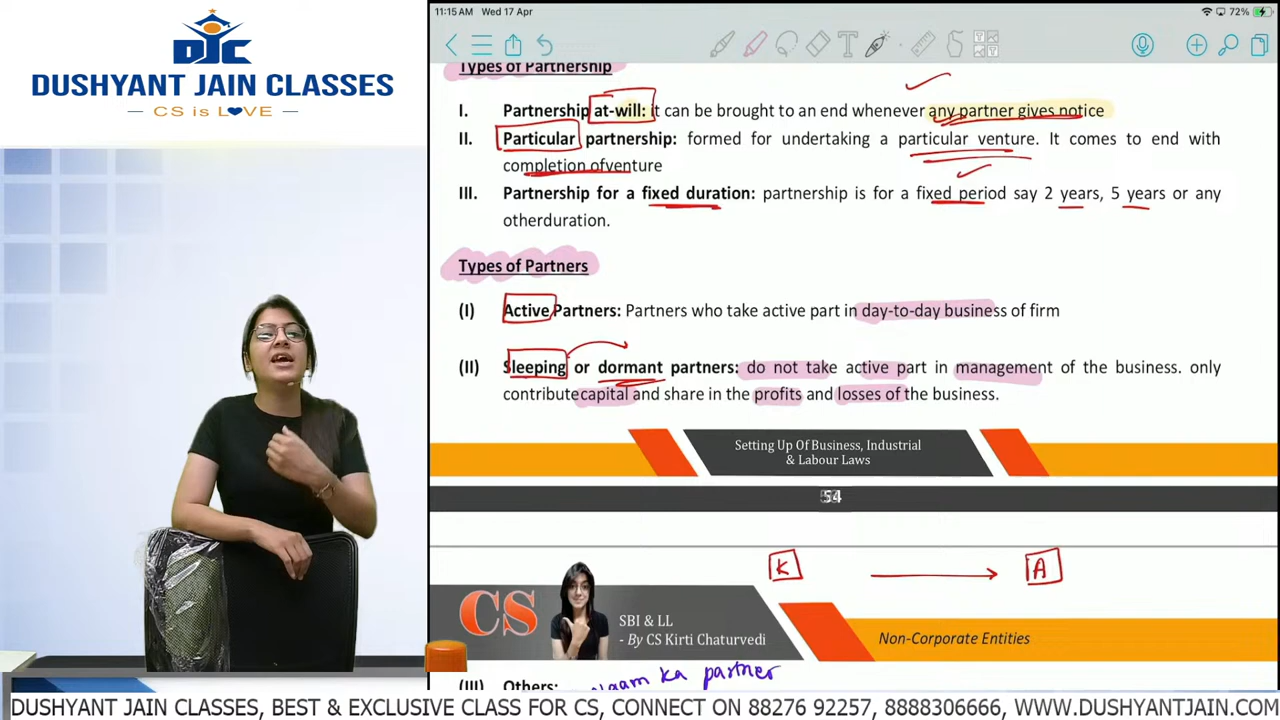 DJC
DUSHYANT JAIN CLASSES
CS is LVE
11:15 AM Wed 17 Apr
72%
Types of Partnership
I. Partnership at-will: it can be brought to an end whenever any partner gives notice
II. Particular partnership: formed for undertaking a particular venture. It comes to end with
completion ofventure
III. Partnership for a fixed duration: partnership is for a fixed period say 2 years, 5 years or any
otherduration.
Types of Partners
(I) Active Partners: Partners who take active part in day-to-day business of firm
(II) Sleeping or dormant partners: do not take active part in management of the business. only
contribute capital and share in the profits and losses of the business.
Setting Up Of Business, Industrial
& Labour Laws
54
K A
CS
SBI & LL
- By CS Kirti Chaturvedi
Non-Corporate Entities
(III) Others: naam ka partner
DUSHYANT JAIN CLASSES, BEST & EXCLUSIVE CLASS FOR CS, CONNECT ON 88276 92257, 8888306666, WWW.DUSHYANTJAIN.COM